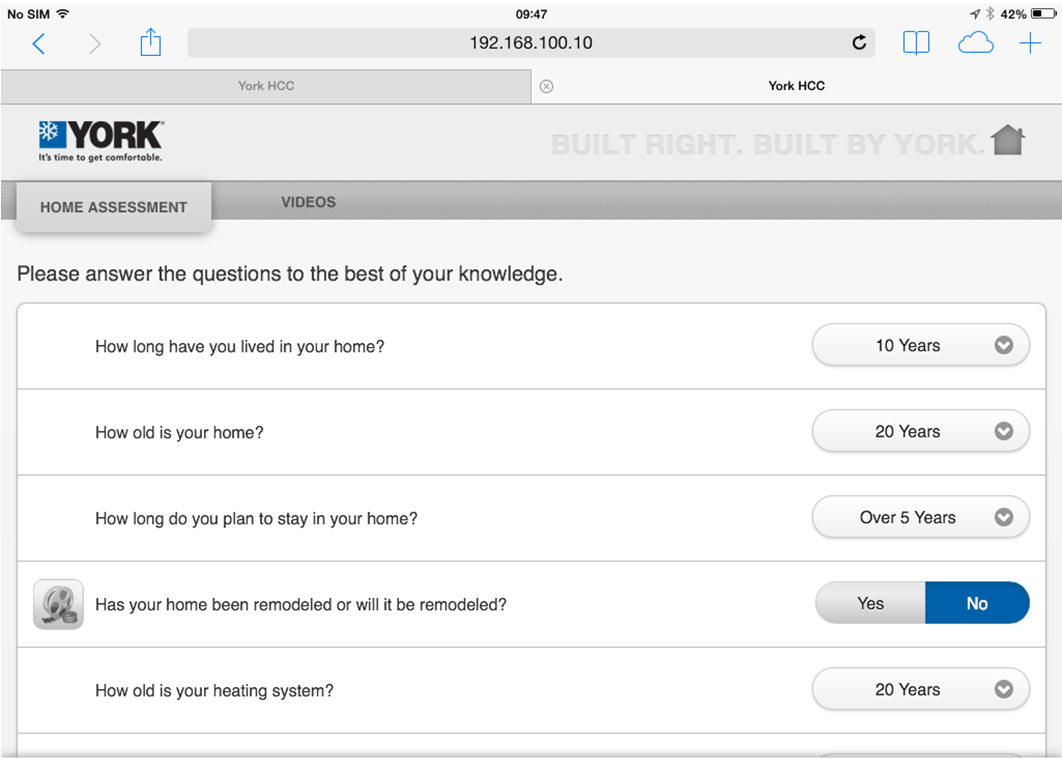 No SIM 09:47 42%
192.168.100.10
York HCC York HCC
YORK BUILT RIGHT. BUILT BY YORK.
It's time to get comfortable.
HOME ASSESSMENT VIDEOS
Please answer the questions to the best of your knowledge.
How long have you lived in your home? 10 Years
How old is your home? 20 Years
How long do you plan to stay in your home? Over 5 Years
Has your home been remodeled or will it be remodeled? Yes No
How old is your heating system? 20 Years